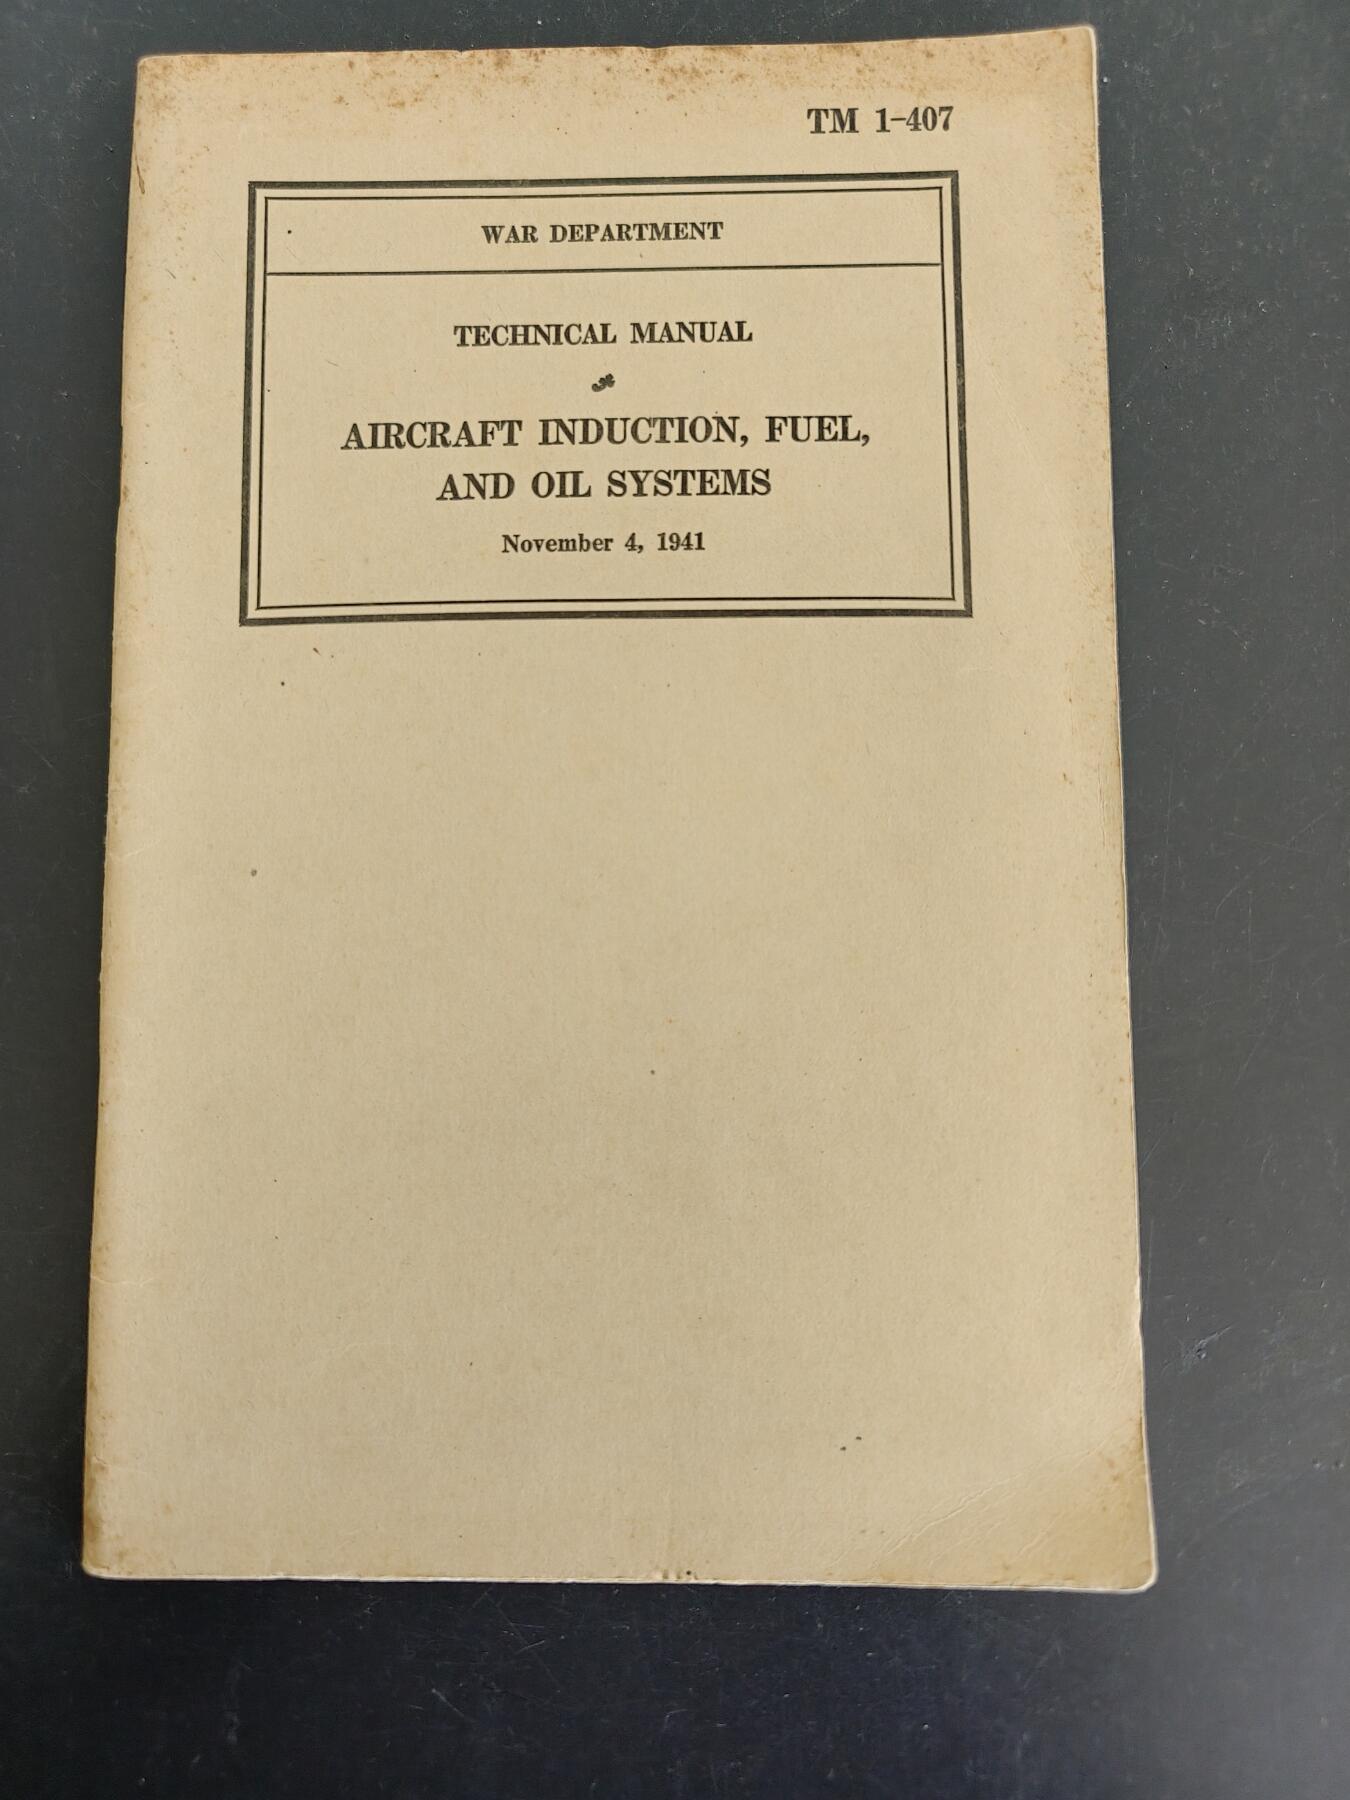 TM 1-407
WAR DEPARTMENT
TECHNICAL MANUAL
AIRCRAFT INDUCTION, FUEL,
AND OIL SYSTEMS
November 4, 1941